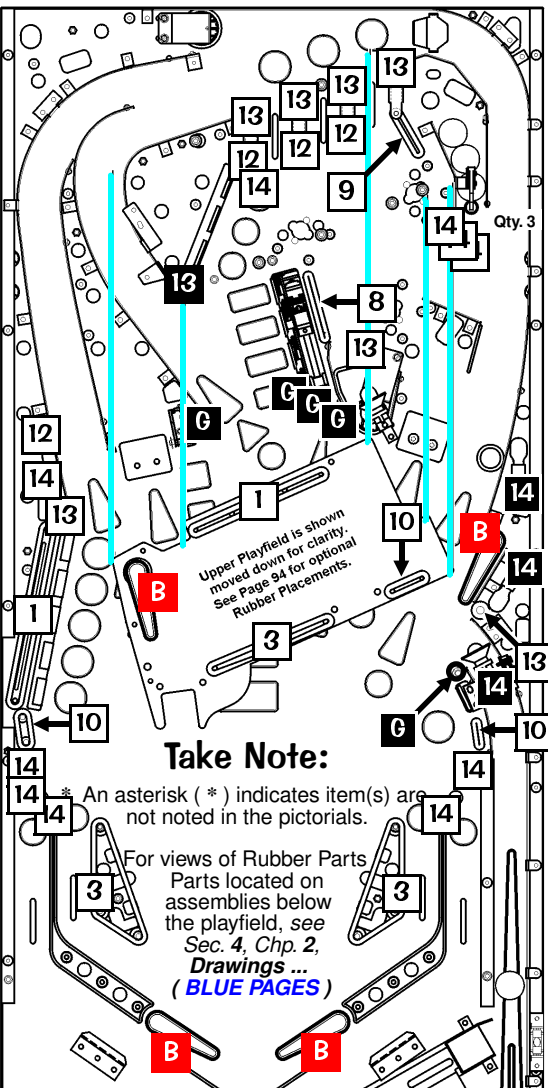 13
13
13
13
12
12
12
14
9
14
Qty. 3
13
8
13
G
G
G
G
12
14
13
1
10
14
B
Upper Playfield is shown
moved down for clarity.
See Page 94 for optional
Rubber Placements.
B
14
1
3
13
10
G
14
10
Take Note:
14
14
14
14
14
* An asterisk ( * ) indicates item(s) are
not noted in the pictorials.
For views of Rubber Parts
Parts located on
assemblies below
the playfield, see
Sec. 4, Chp. 2,
Drawings ...
( BLUE PAGES )
3
3
B
B